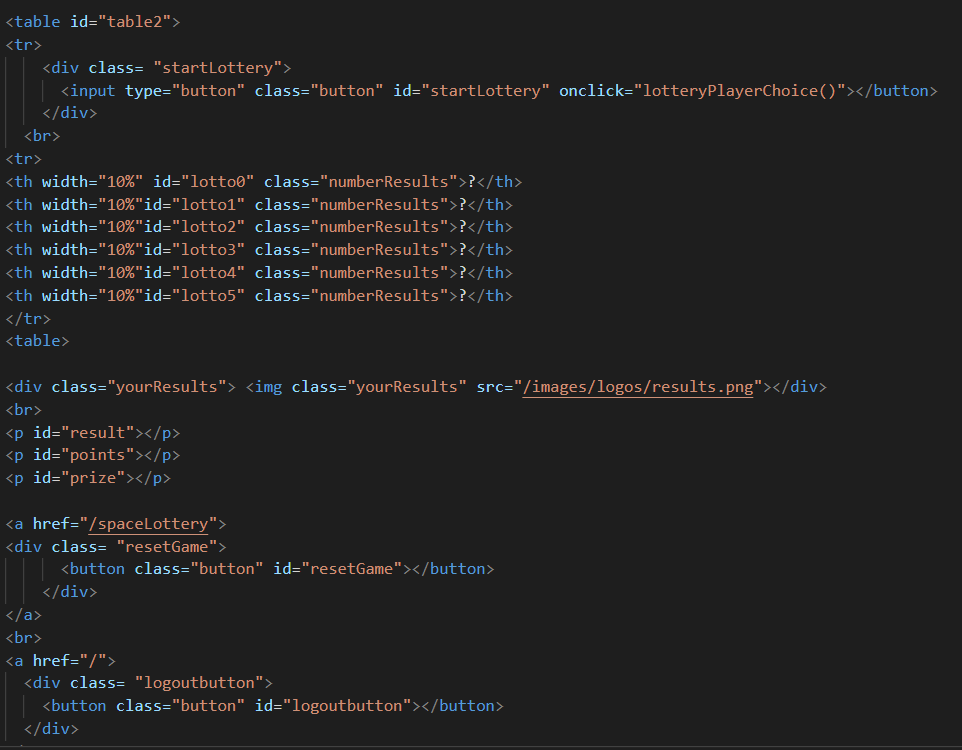 <table id="table2">
<tr>
<div class= "startLottery">
<input type="button" class="button" id="startLottery" onclick="lotteryPlayerChoice()"></button>
</div>
<br>
<tr>
<th width="10%" id="lotto0" class="numberResults">?</th>
<th width="10%"id="lotto1" class="numberResults">?</th>
<th width="10%"id="lotto2" class="numberResults">?</th>
<th width="10%"id="lotto3" class="numberResults">?</th>
<th width="10%"id="lotto4" class="numberResults">?</th>
<th width="10%"id="lotto5" class="numberResults">?</th>
</tr>
<table>
<div class="yourResults"> <img class="yourResults" src="/images/logos/results.png"></div>
<br>
<p id="result"></p>
<p id="points"></p>
<p id="prize"></p>
<a href="/spaceLottery">
<div class= "resetGame">
<button class="button" id="resetGame"></button>
</div>
</a>
<br>
<a href="/">
<div class= "logoutbutton">
<button class="button" id="logoutbutton"></button>
</div>